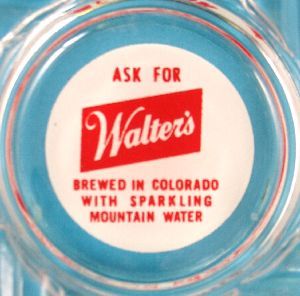 ASK FOR
Walter's
BREWED IN COLORADO
WITH SPARKLING
MOUNTAIN WATER